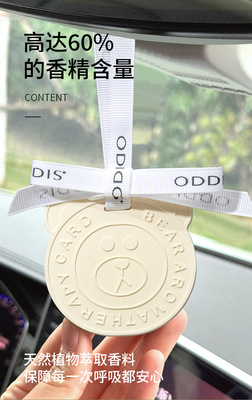 高达60%
的香精含量
CONTENT
ODDIS°
DIS°
ODD
BEAR AROMATHERAPY CARD
天然植物萃取香料
保障每一次呼吸都安心